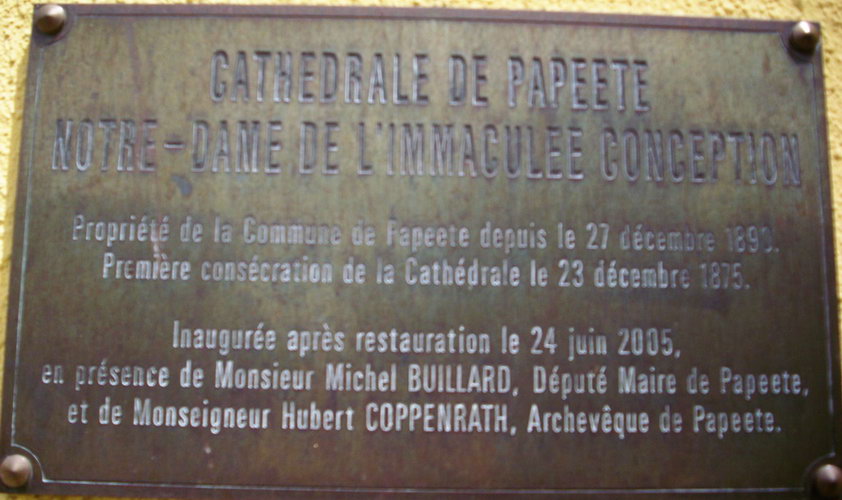 CATHEDRALE DE PAPEETE
NOTRE-DAME DE L'IMMACULEE CONCEPTION
Propriété de la Commune de Papeete depuis le 27 décembre 1890.
Première consécration de la Cathédrale le 23 décembre 1875.
Inaugurée après restauration le 24 juin 2005,
en présence de Monsieur Michel BUILLARD, Député Maire de Papeete,
et de Monseigneur Hubert COPPENRATH, Archevêque de Papeete.